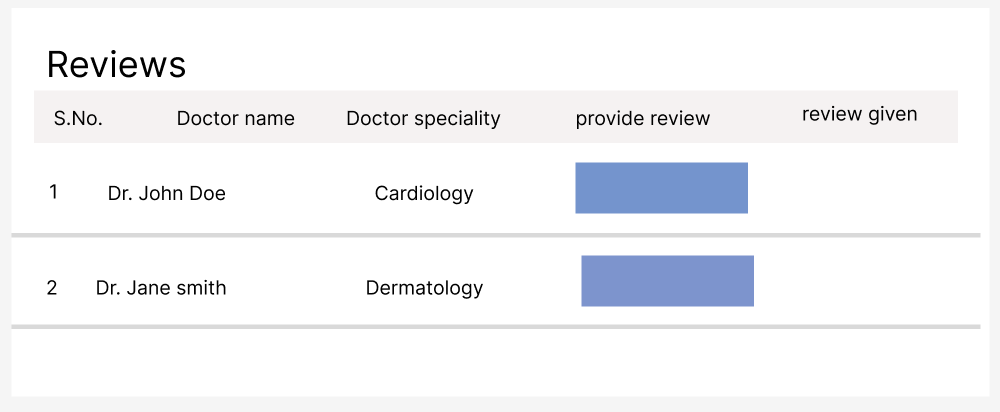 Reviews
S.No. Doctor name Doctor speciality provide review review given
1 Dr. John Doe Cardiology
2 Dr. Jane smith Dermatology